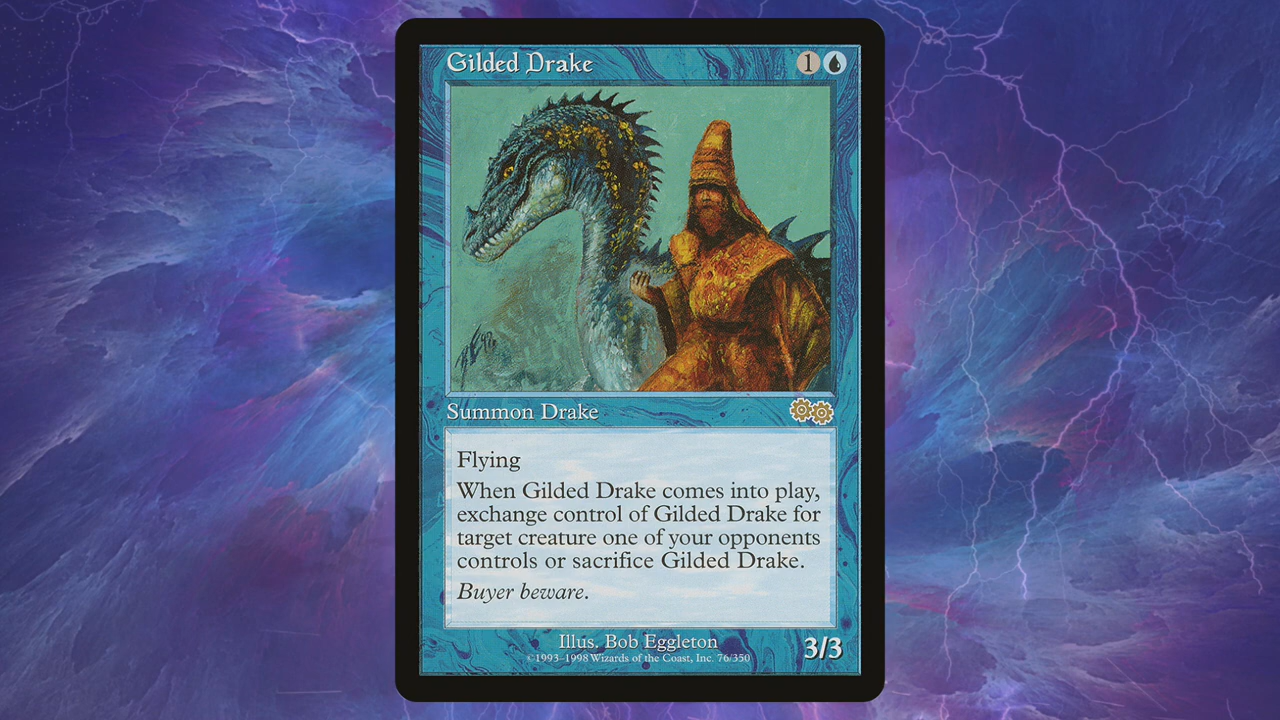 Gilded Drake 1
Summon Drake
Flying
When Gilded Drake comes into play,
exchange control of Gilded Drake for
target creature one of your opponents
controls or sacrifice Gilded Drake.
Buyer beware.
Illus. Bob Eggleton
©1993–1998 Wizards of the Coast, Inc. 76/350
3/3